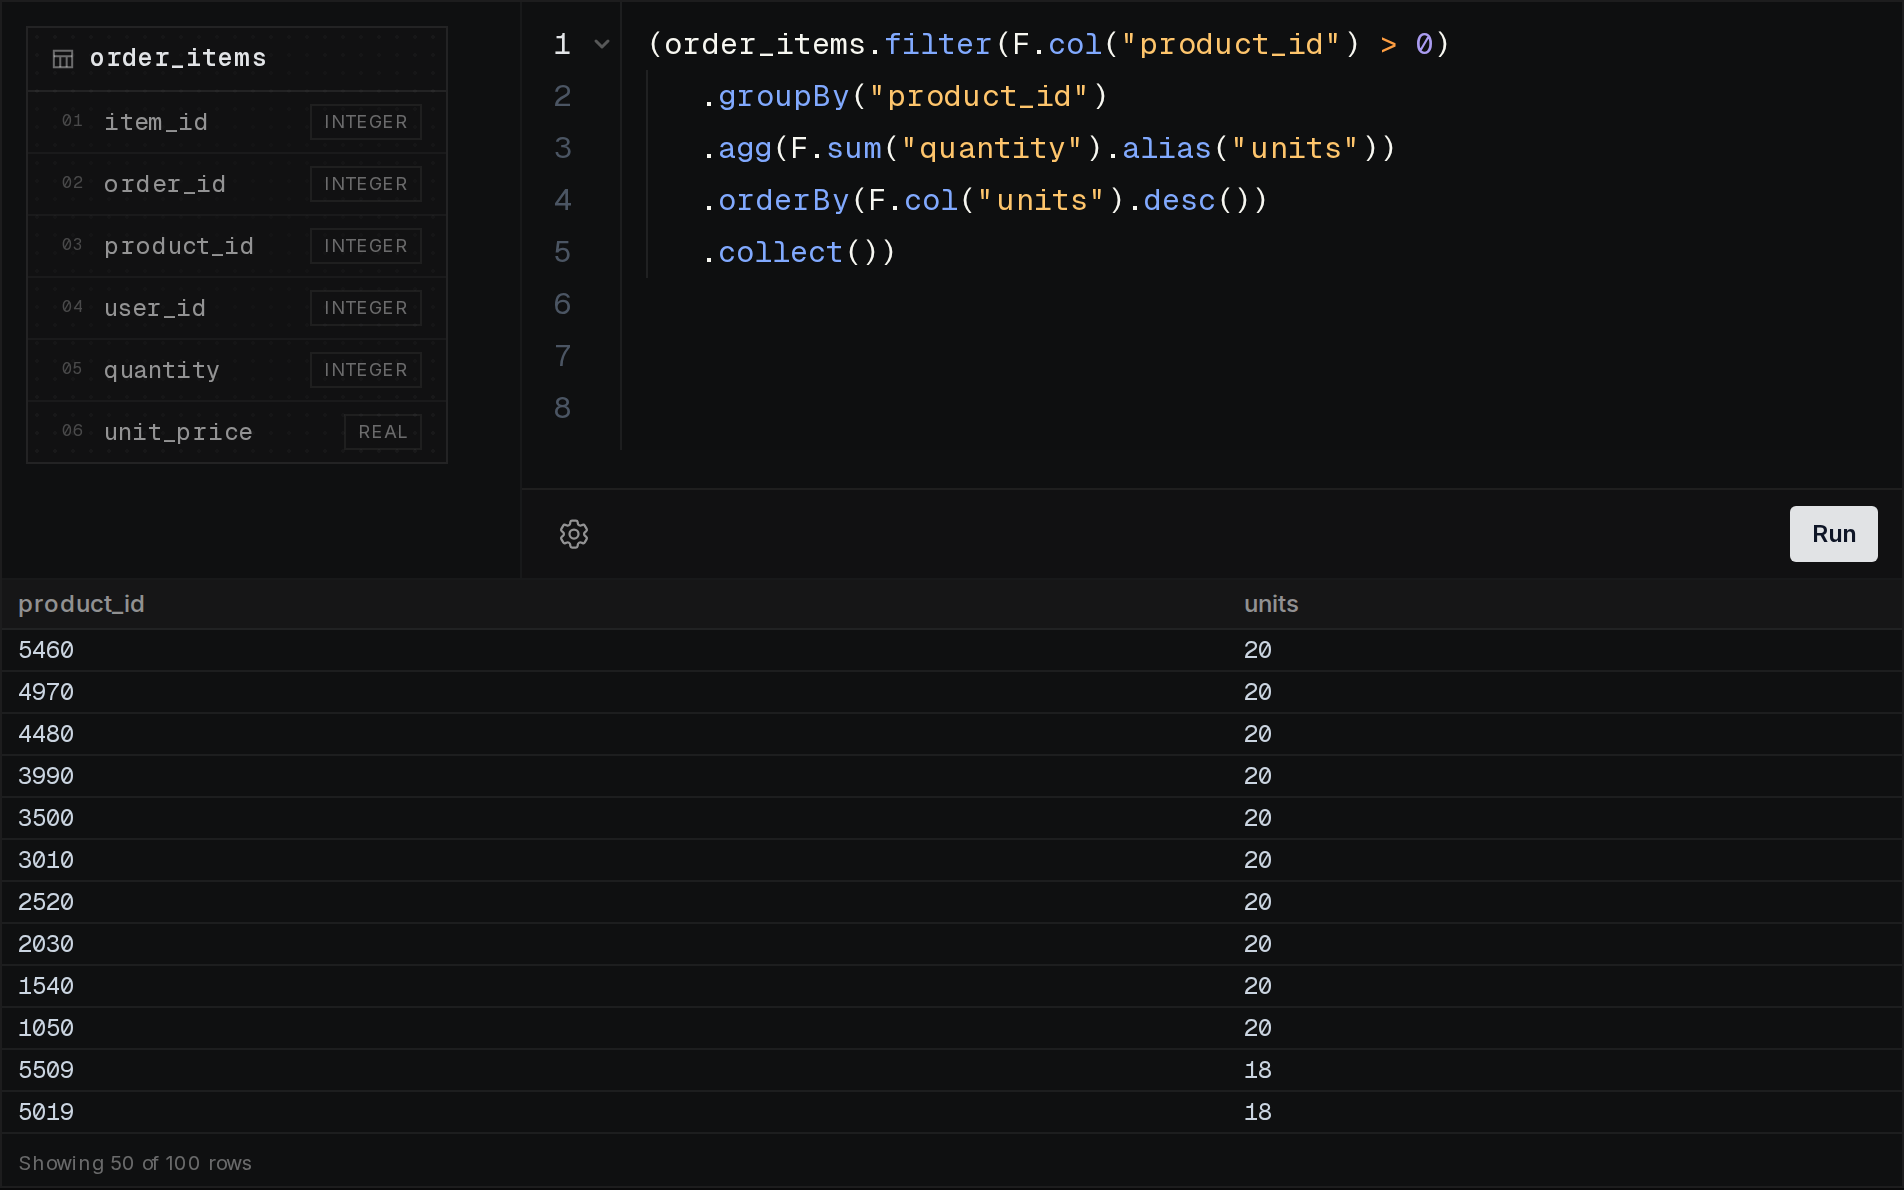 order_items
01 item_id INTEGER
02 order_id INTEGER
03 product_id INTEGER
04 user_id INTEGER
05 quantity INTEGER
06 unit_price REAL
1 (order_items.filter(F.col("product_id") > 0)
2 .groupBy("product_id")
3 .agg(F.sum("quantity").alias("units"))
4 .orderBy(F.col("units").desc())
5 .collect())
6
7
8
Run
product_id units
5460 20
4970 20
4480 20
3990 20
3500 20
3010 20
2520 20
2030 20
1540 20
1050 20
5509 18
5019 18
Showing 50 of 100 rows